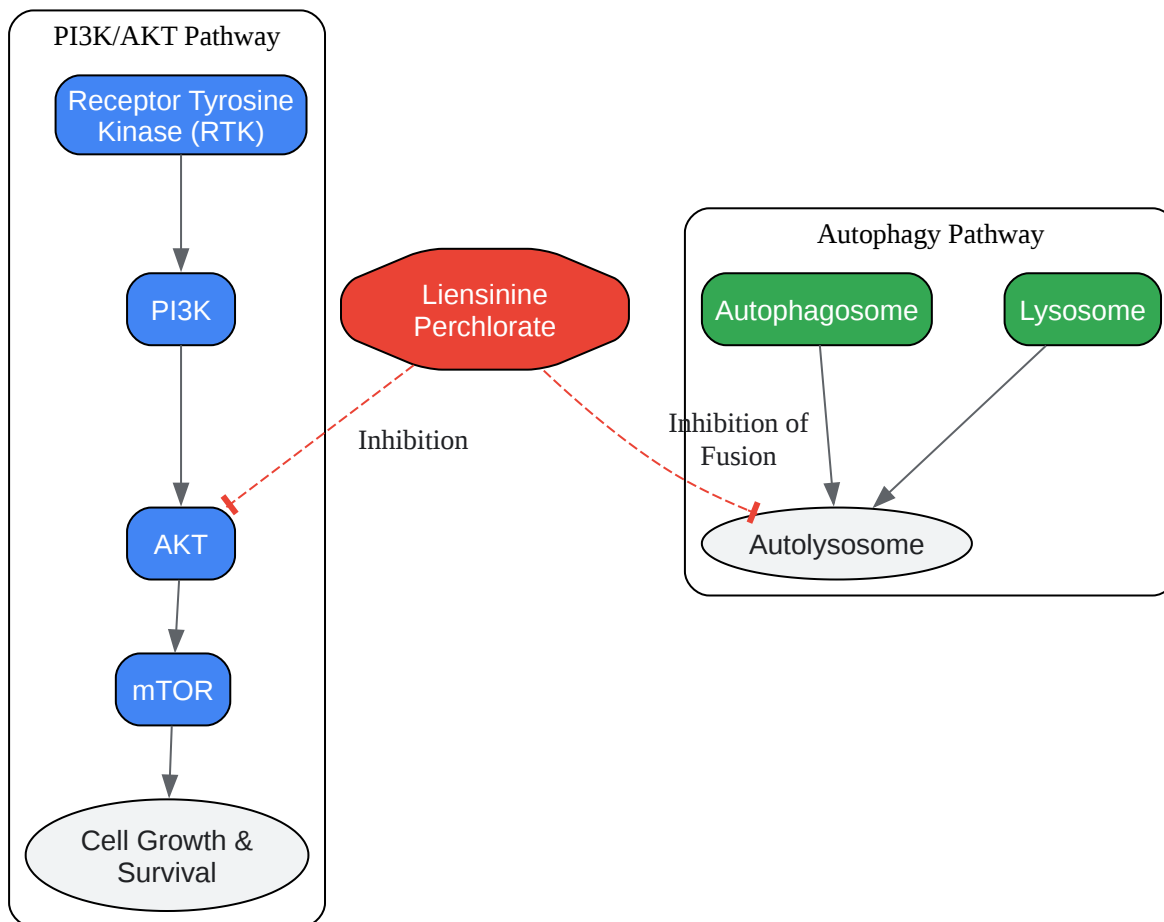 PI3K/AKT Pathway
Receptor Tyrosine
Kinase (RTK)
PI3K
AKT
mTOR
Cell Growth &
Survival
Liensinine
Perchlorate
Inhibition
Inhibition of
Fusion
Autophagy Pathway
Autophagosome
Lysosome
Autolysosome